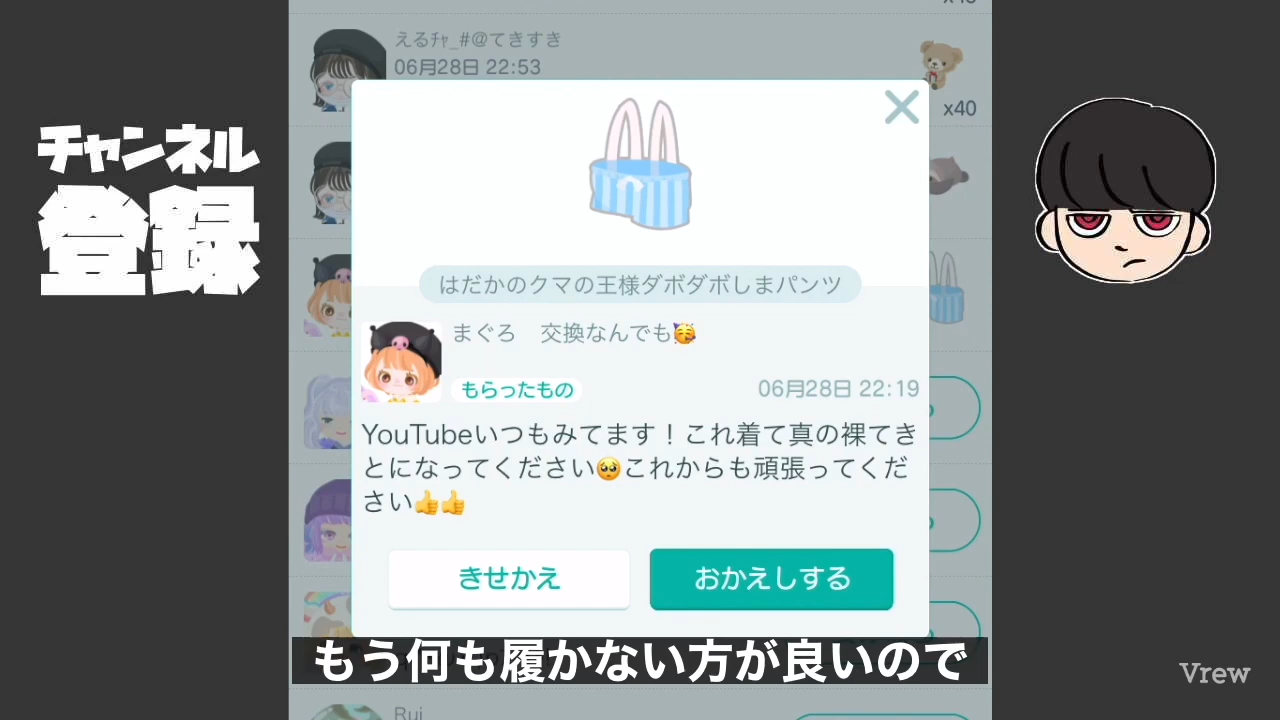 えるﾁｬ_#@てきすき
06月28日 22:53
x40
チャンネル
登録
はだかのクマの王様ダボダボしまパンツ
まぐろ　交換なんでも🥳
もらったもの
06月28日 22:19
YouTubeいつもみてます！これ着て真の裸てき
とになってください🥺これからも頑張ってくだ
さい👍👍
きせかえ
おかえしする
もう何も履かない方が良いので
Vrew
Rui